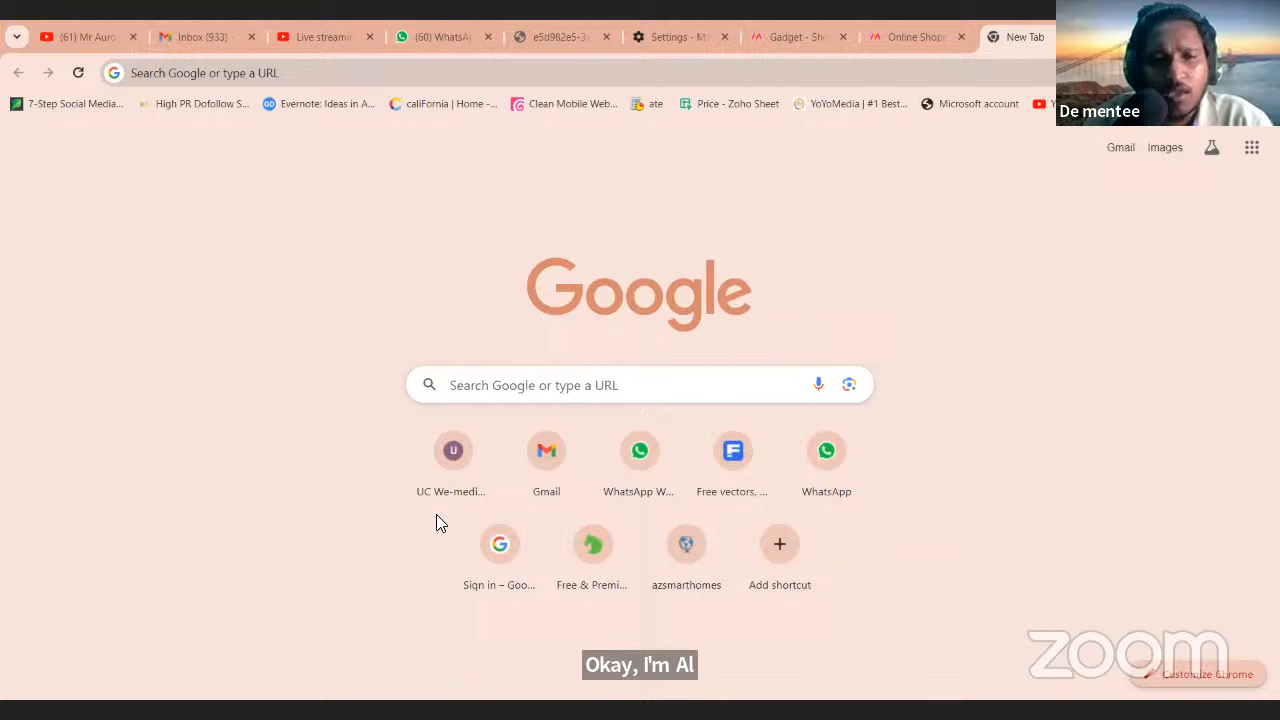 (61) Mr Auro
Inbox (933) -
Live streamin
(60) WhatsAp
e5d982e5-3
Settings - M
Gadget - Sho
Online Shopp
New Tab
Search Google or type a URL
7-Step Social Media...
High PR Dofollow S...
Evernote: Ideas in A...
caliFornia | Home -...
Clean Mobile Web...
ate
Price - Zoho Sheet
YoYoMedia | #1 Best...
Microsoft account
De mentee
Gmail
Images
Google
Search Google or type a URL
U
UC We-medi...
Gmail
WhatsApp W...
Free vectors, ...
WhatsApp
Sign in – Goo...
Free & Premi...
azsmarthomes
Add shortcut
Okay, I'm Al
zoom
Customize Chrome